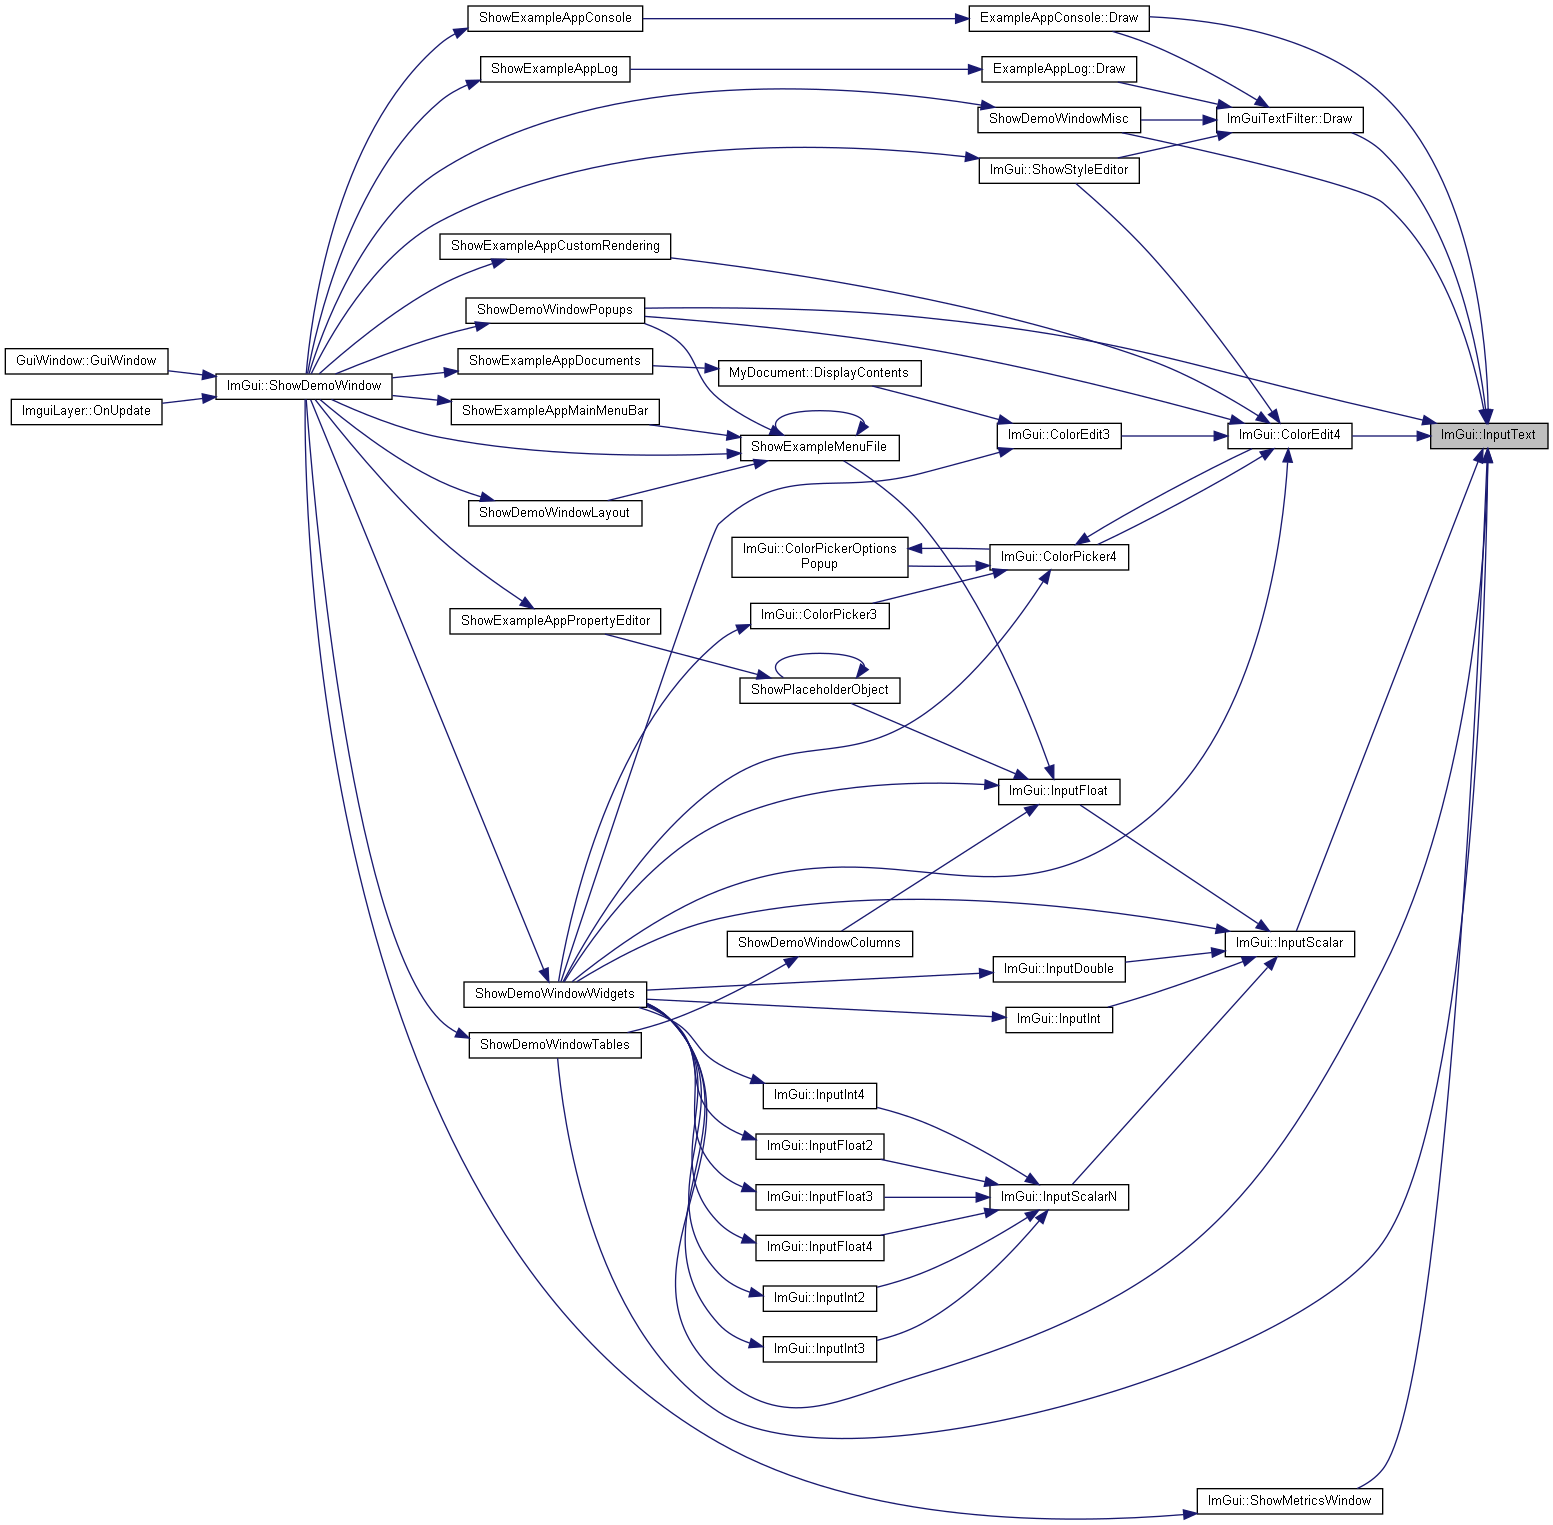 ShowExampleAppConsole
ExampleAppConsole::Draw
ShowExampleAppLog
ExampleAppLog::Draw
ShowDemoWindowMisc
ImGuiTextFilter::Draw
ImGui::ShowStyleEditor
ShowExampleAppCustomRendering
ShowDemoWindowPopups
GuiWindow::GuiWindow
ShowExampleAppDocuments
MyDocument::DisplayContents
ImGui::ShowDemoWindow
ImguiLayer::OnUpdate
ShowExampleAppMainMenuBar
ShowExampleMenuFile
ImGui::ColorEdit3
ImGui::ColorEdit4
ImGui::InputText
ShowDemoWindowLayout
ImGui::ColorPickerOptions
Popup
ImGui::ColorPicker4
ImGui::ColorPicker3
ShowExampleAppPropertyEditor
ShowPlaceholderObject
ImGui::InputFloat
ShowDemoWindowColumns
ImGui::InputScalar
ImGui::InputDouble
ShowDemoWindowWidgets
ImGui::InputInt
ShowDemoWindowTables
ImGui::InputInt4
ImGui::InputFloat2
ImGui::InputFloat3
ImGui::InputScalarN
ImGui::InputFloat4
ImGui::InputInt2
ImGui::InputInt3
ImGui::ShowMetricsWindow